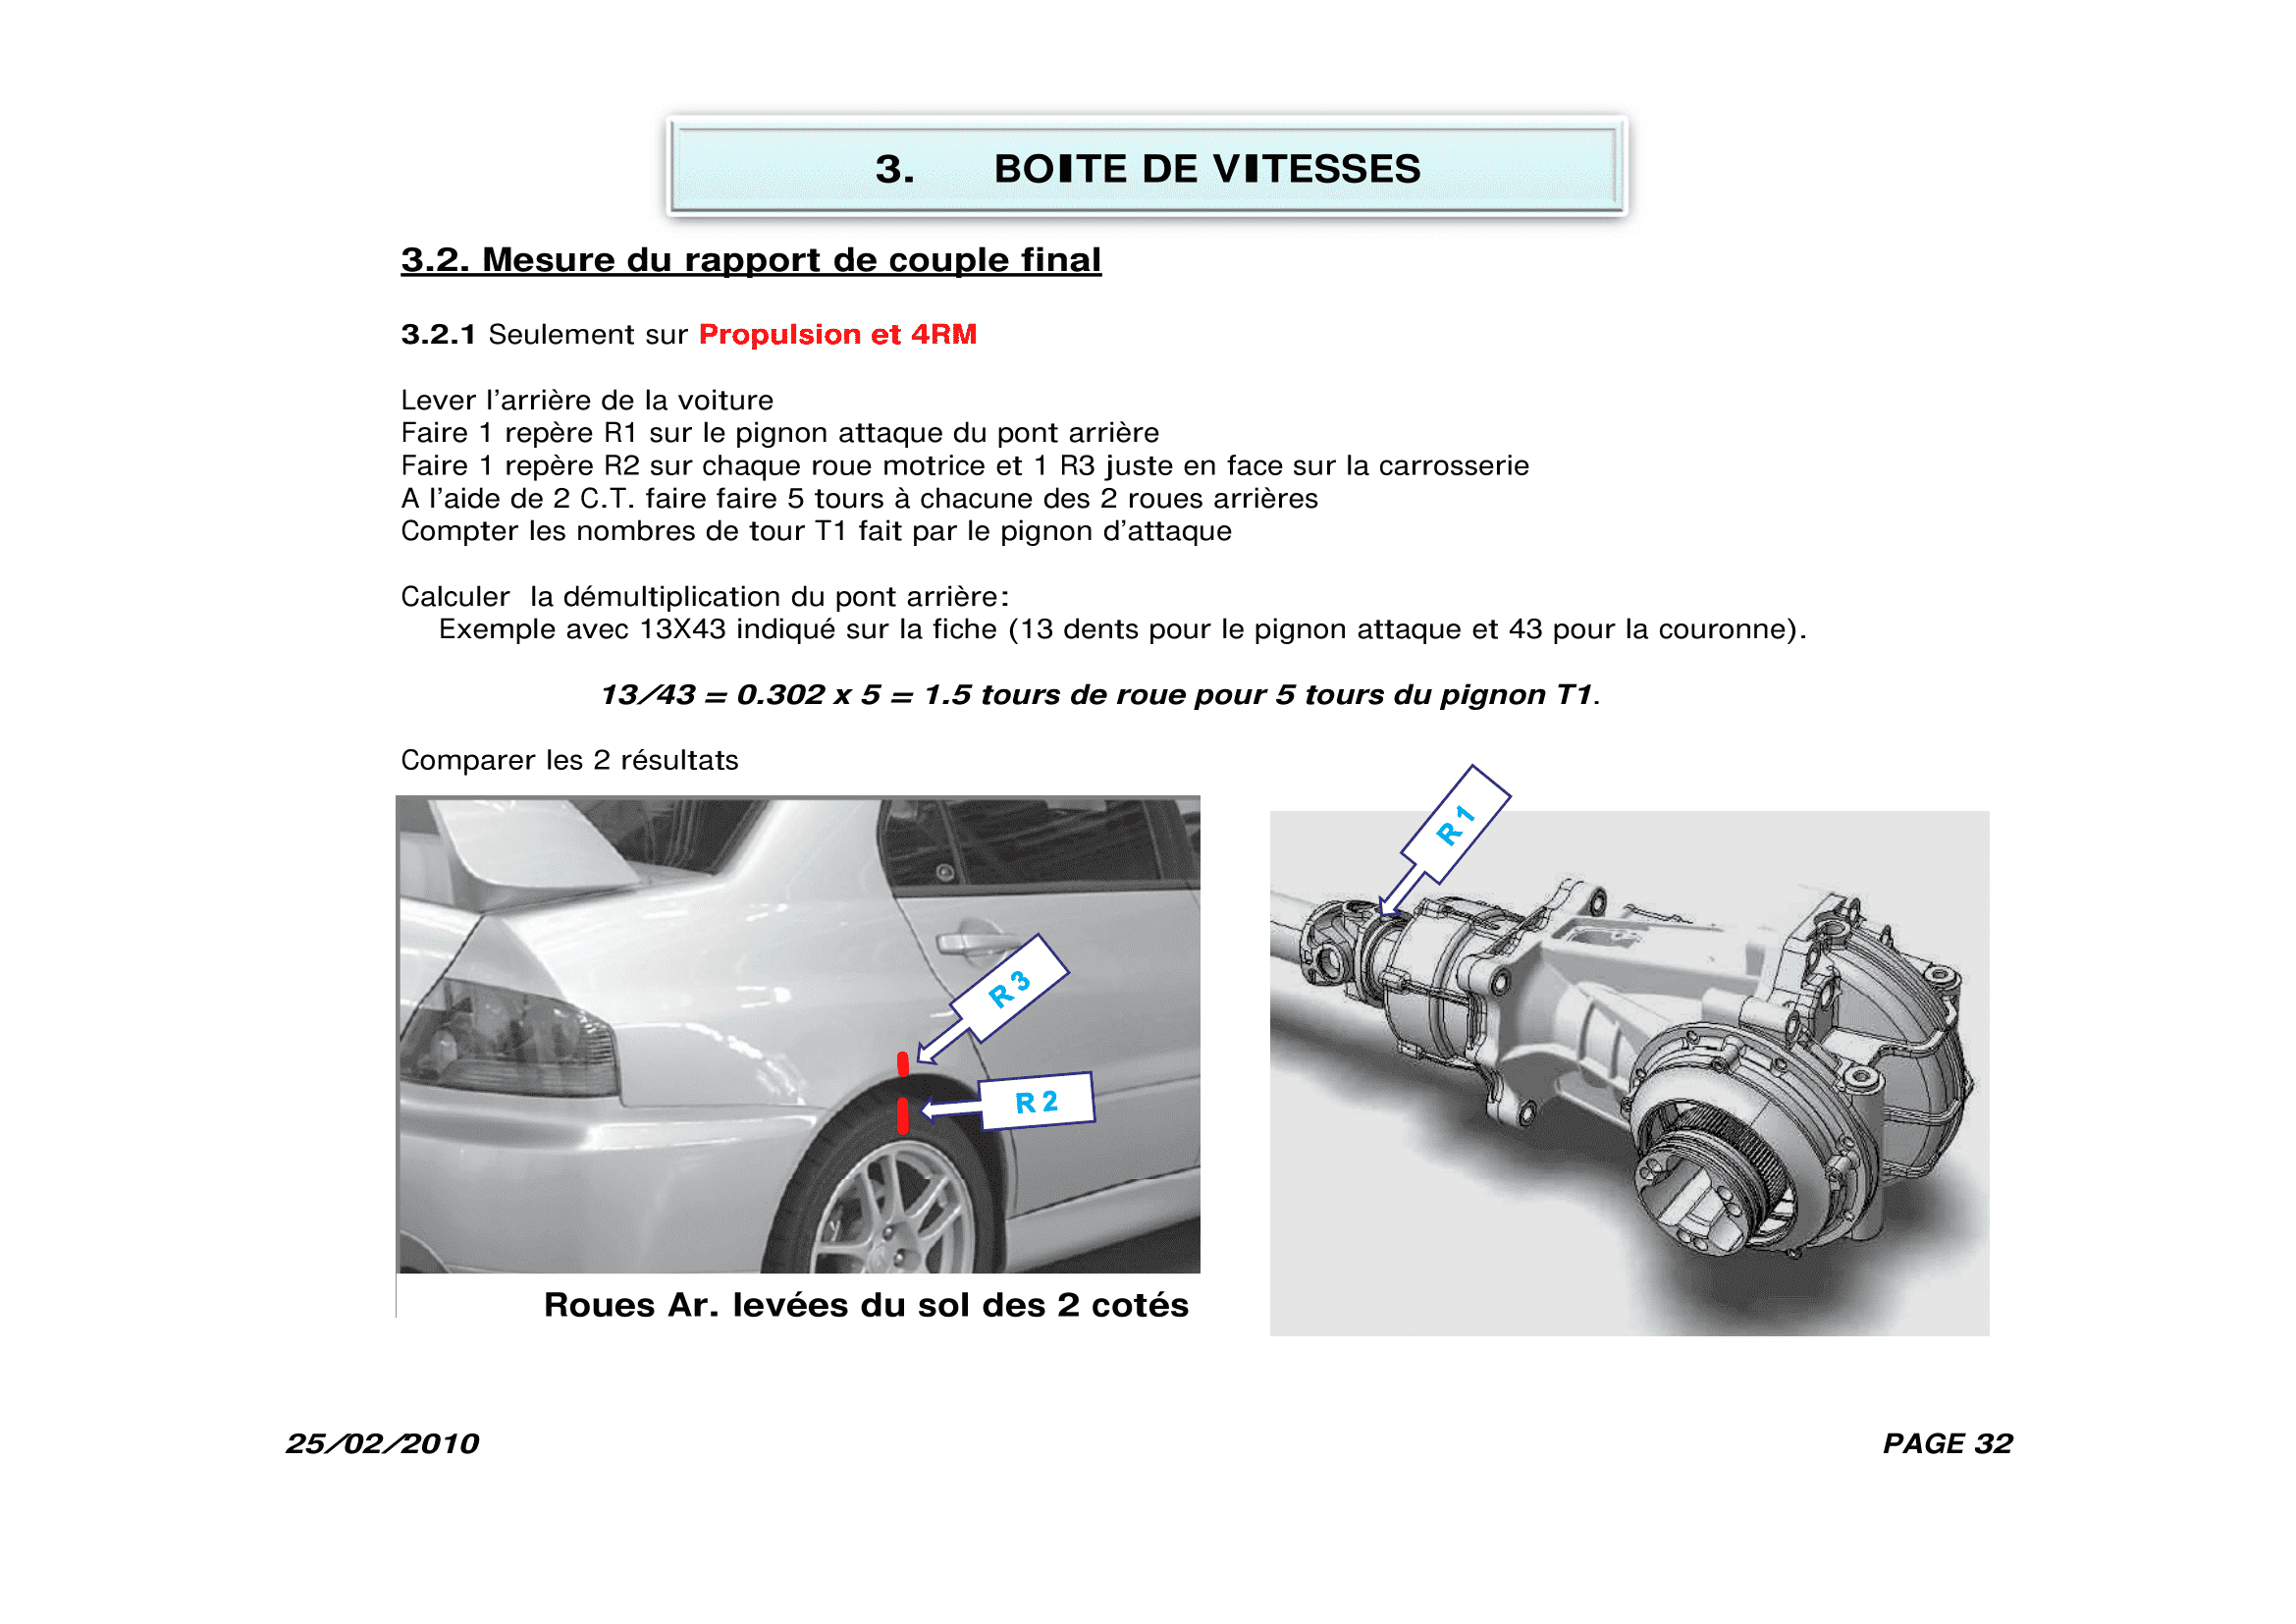 3. BOITE DE VITESSES
3.2. Mesure du rapport de couple final
3.2.1 Seulement sur Propulsion et 4RM
Lever l'arrière de la voiture
Faire 1 repère R1 sur le pignon attaque du pont arrière
Faire 1 repère R2 sur chaque roue motrice et 1 R3 juste en face sur la carrosserie
A l'aide de 2 C.T. faire faire 5 tours à chacune des 2 roues arrières
Compter les nombres de tour T1 fait par le pignon d'attaque
Calculer la démultiplication du pont arrière:
Exemple avec 13X43 indiqué sur la fiche (13 dents pour le pignon attaque et 43 pour la couronne).
13/43 = 0.302 x 5 = 1.5 tours de roue pour 5 tours du pignon T1.
Comparer les 2 résultats
R 1
R 3
R 2
Roues Ar. levées du sol des 2 cotés
25/02/2010
PAGE 32